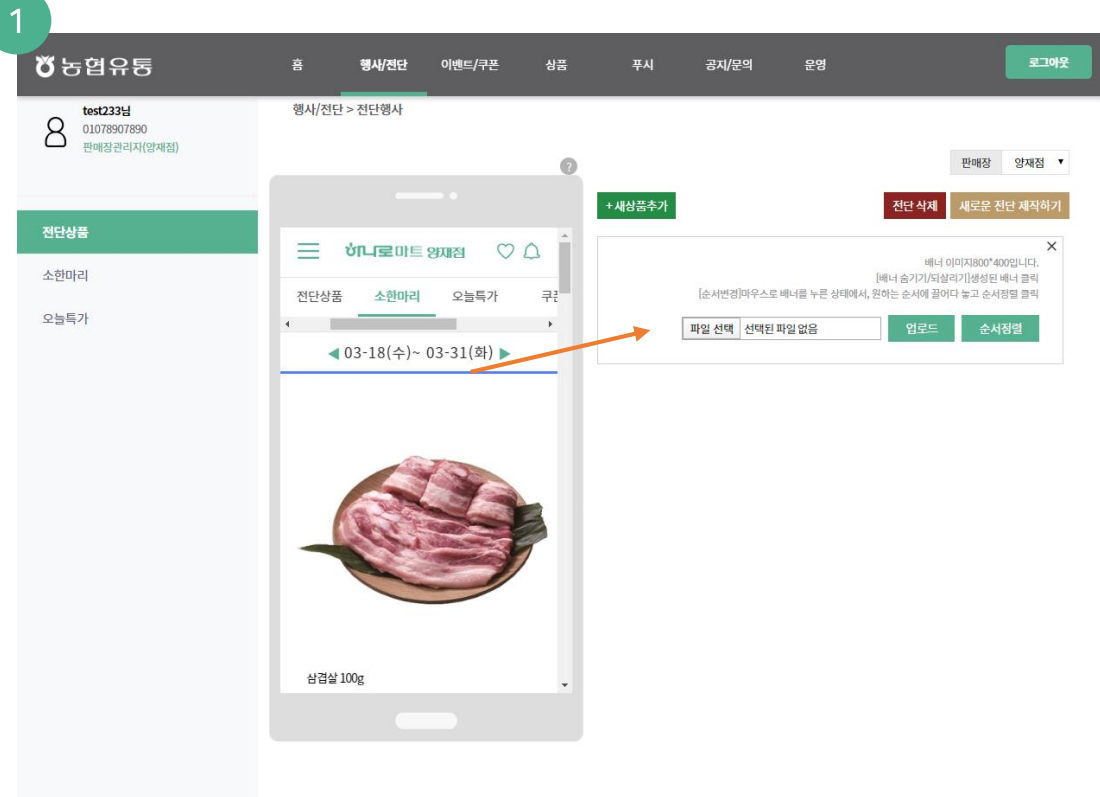 1
농협유통
홈 행사/전단 이벤트/쿠폰 상품 푸시 공지/문의 운영 로그아웃
test233님
01078907890
판매장관리자(양재점)
행사/전단 > 전단행사
?
판매장 양재점 ▼
+ 새상품추가 전단 삭제 새로운 전단 제작하기
전단상품
소한마리
오늘특가
하나로마트 양재점
전단상품 소한마리 오늘특가
◀ 03-18(수)~ 03-31(화) ▶
삼겹살 100g
배너 이미지800*400입니다.
[배너 숨기기/되살리기]생성된 배너 클릭
[순서변경]마우스로 배너를 누른 상태에서, 원하는 순서에 끌어다 놓고 순서정렬 클릭
파일 선택 선택된 파일 없음 업로드 순서정렬